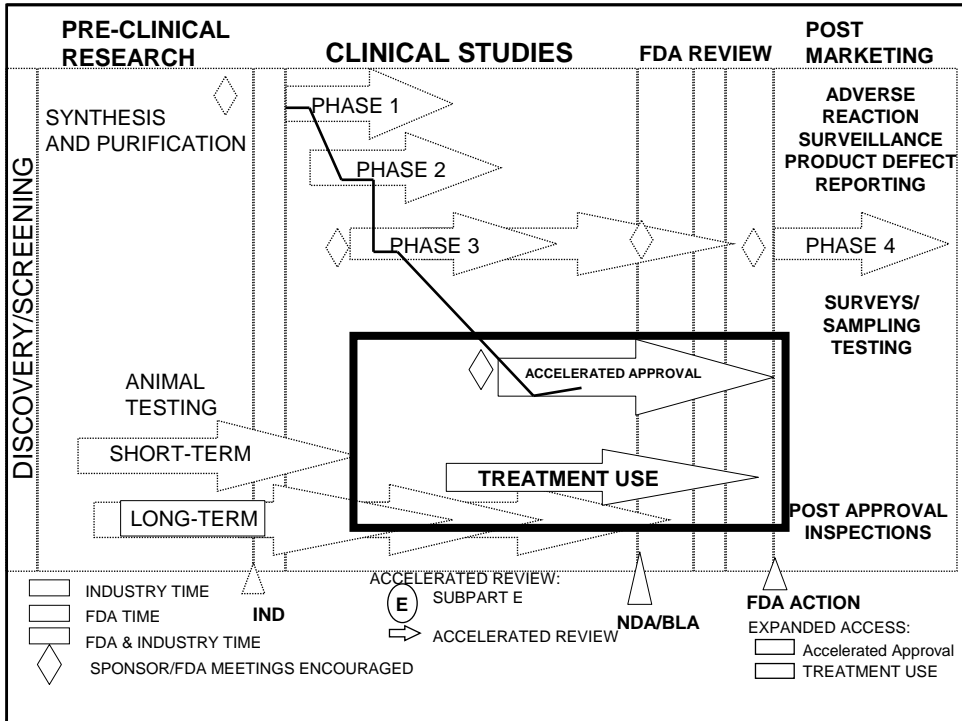 PRE-CLINICAL
RESEARCH
CLINICAL STUDIES
FDA REVIEW
POST
MARKETING
DISCOVERY/SCREENING
SYNTHESIS
AND PURIFICATION
PHASE 1
PHASE 2
PHASE 3
ADVERSE
REACTION
SURVEILLANCE
PRODUCT DEFECT
REPORTING
PHASE 4
SURVEYS/
SAMPLING
TESTING
ACCELERATED APPROVAL
ANIMAL
TESTING
SHORT-TERM
TREATMENT USE
LONG-TERM
POST APPROVAL
INSPECTIONS
INDUSTRY TIME
FDA TIME
FDA & INDUSTRY TIME
SPONSOR/FDA MEETINGS ENCOURAGED
IND
ACCELERATED REVIEW:
SUBPART E
E
ACCELERATED REVIEW
NDA/BLA
FDA ACTION
EXPANDED ACCESS:
Accelerated Approval
TREATMENT USE